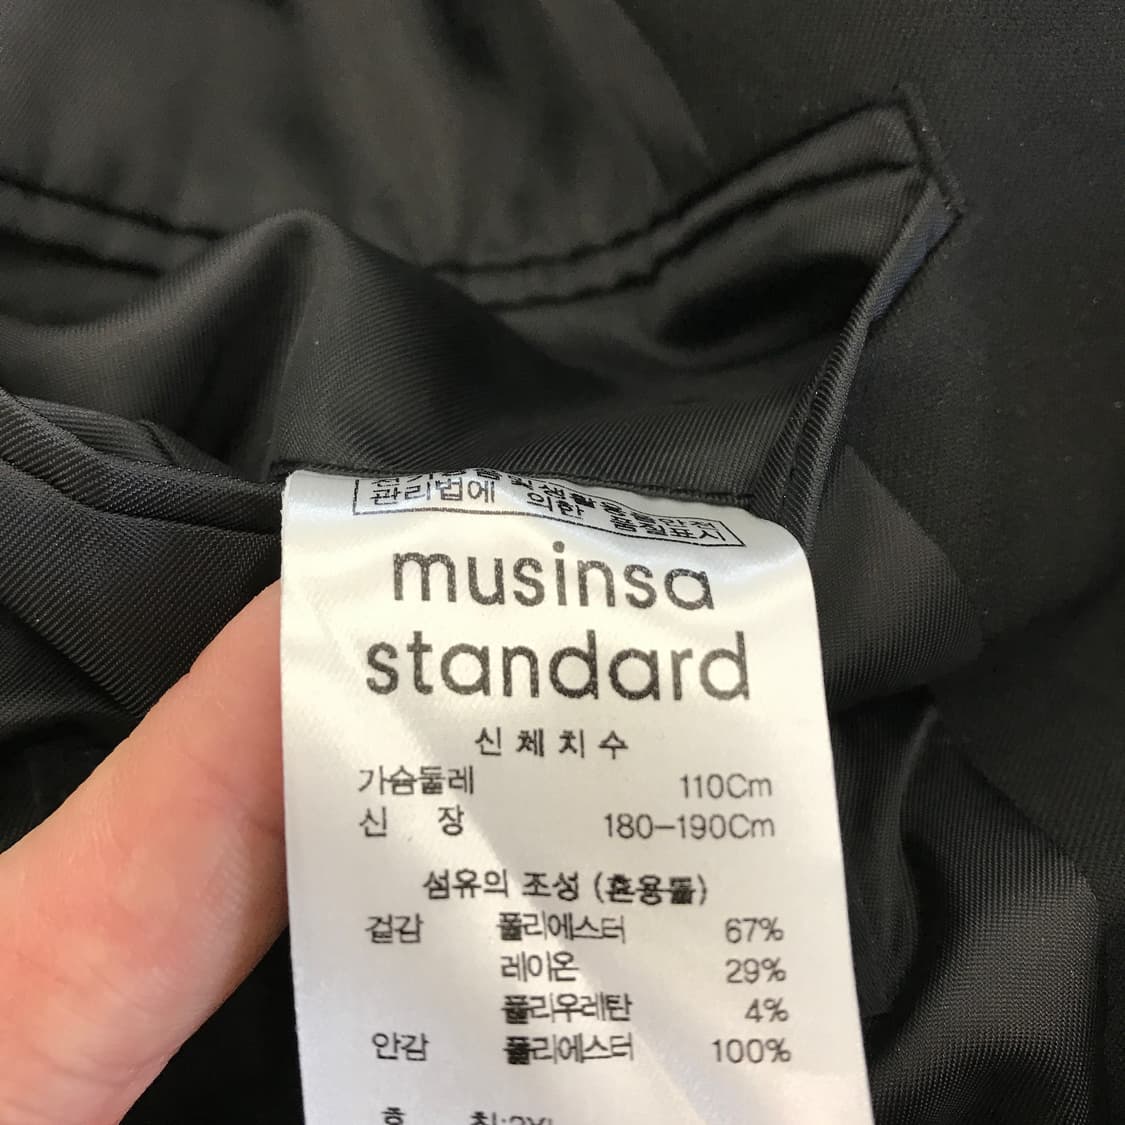 관리법에 의한 품질표시
musinsa
standard
신체치수
가슴둘레 110Cm
신 장 180-190Cm
섬유의 조성 (혼용률)
겉감 폴리에스터 67%
레이온 29%
폴리우레탄 4%
안감 폴리에스터 100%